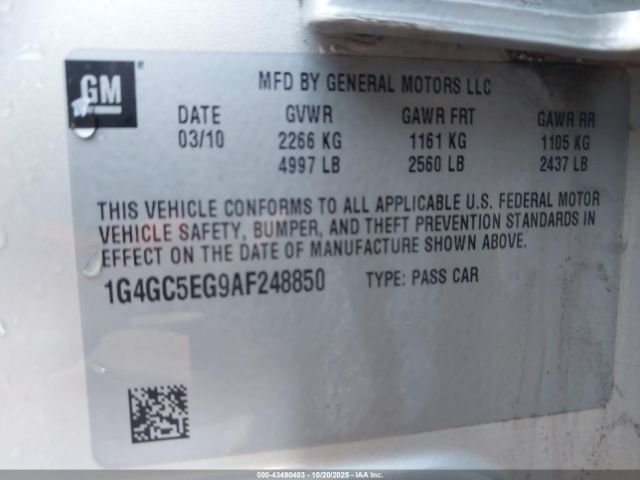 GM®
MFD BY GENERAL MOTORS LLC
DATE GVWR GAWR FRT GAWR RR
03/10 2266 KG 1161 KG 1105 KG
4997 LB 2560 LB 2437 LB
THIS VEHICLE CONFORMS TO ALL APPLICABLE U.S. FEDERAL MOTOR
VEHICLE SAFETY, BUMPER, AND THEFT PREVENTION STANDARDS IN
EFFECT ON THE DATE OF MANUFACTURE SHOWN ABOVE.
1G4GC5EG9AF248850 TYPE: PASS CAR
000-43490403 - 10/20/2025 - IAA Inc.